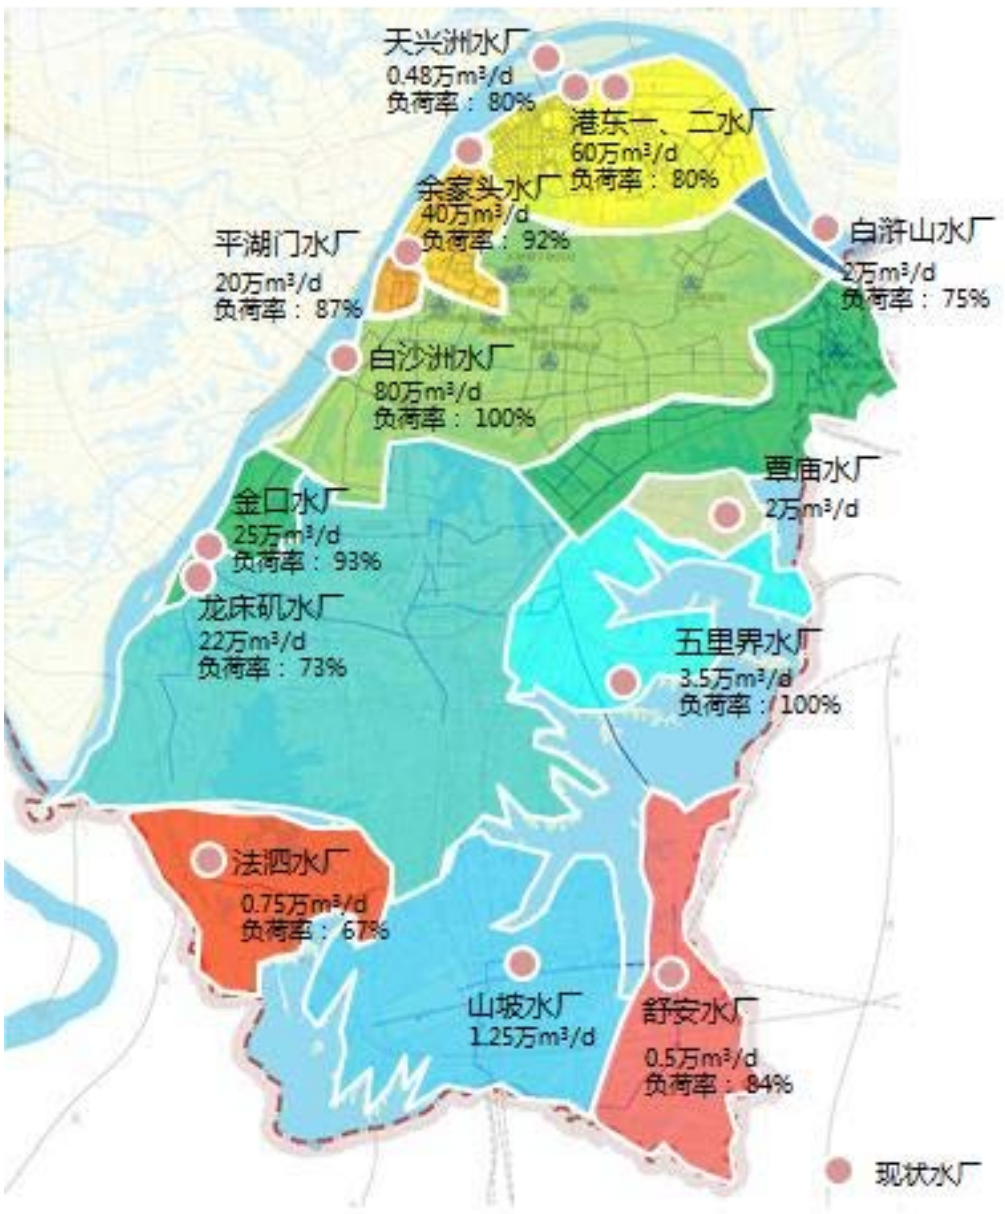 天兴洲水厂
0.48万m³/d
负荷率： 80%
港东一、二水厂
60万m³/d
负荷率： 80%
余家头水厂
40万m³/d
负荷率： 92%
白浒山水厂
2万m³/d
负荷率： 75%
平湖门水厂
20万m³/d
负荷率： 87%
白沙洲水厂
80万m³/d
负荷率： 100%
覃庙水厂
2万m³/d
金口水厂
25万m³/d
负荷率： 93%
龙床矶水厂
22万m³/d
负荷率： 73%
五里界水厂
3.5万m³/d
负荷率： 100%
法泗水厂
0.75万m³/d
负荷率： 67%
山坡水厂
1.25万m³/d
舒安水厂
0.5万m³/d
负荷率： 84%
现状水厂